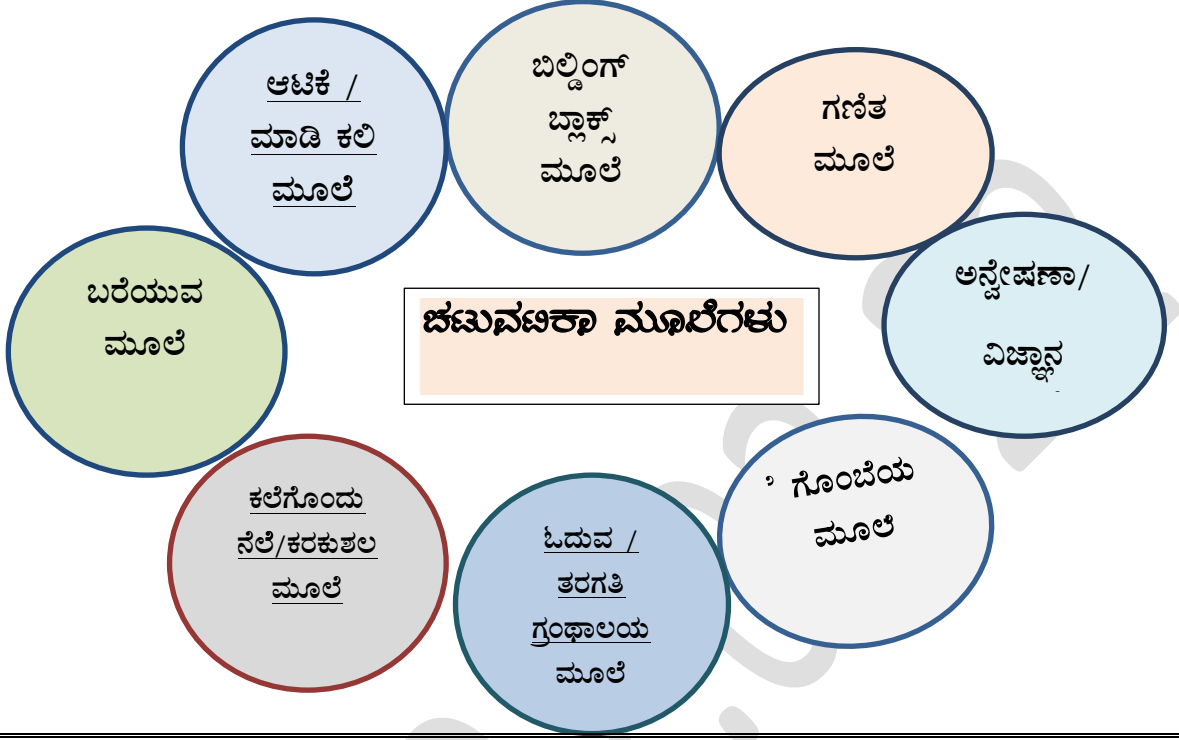 ಆಟಿಕೆ /
ಮಾಡಿ ಕಲಿ
ಮೂಲೆ
ಬಿಲ್ಡಿಂಗ್
ಬ್ಲಾಕ್ಸ್
ಮೂಲೆ
ಗಣಿತ
ಮೂಲೆ
ಅನ್ವೇಷಣಾ/
ವಿಜ್ಞಾನ
ಬರೆಯುವ
ಮೂಲೆ
ಚಟುವಟಿಕಾ ಮೂಲೆಗಳು
ಗೊಂಬೆಯ
ಮೂಲೆ
ಕಲೆಗೊಂದು
ನೆಲೆ/ಕರಕುಶಲ
ಮೂಲೆ
ಓದುವ /
ತರಗತಿ
ಗ್ರಂಥಾಲಯ
ಮೂಲೆ